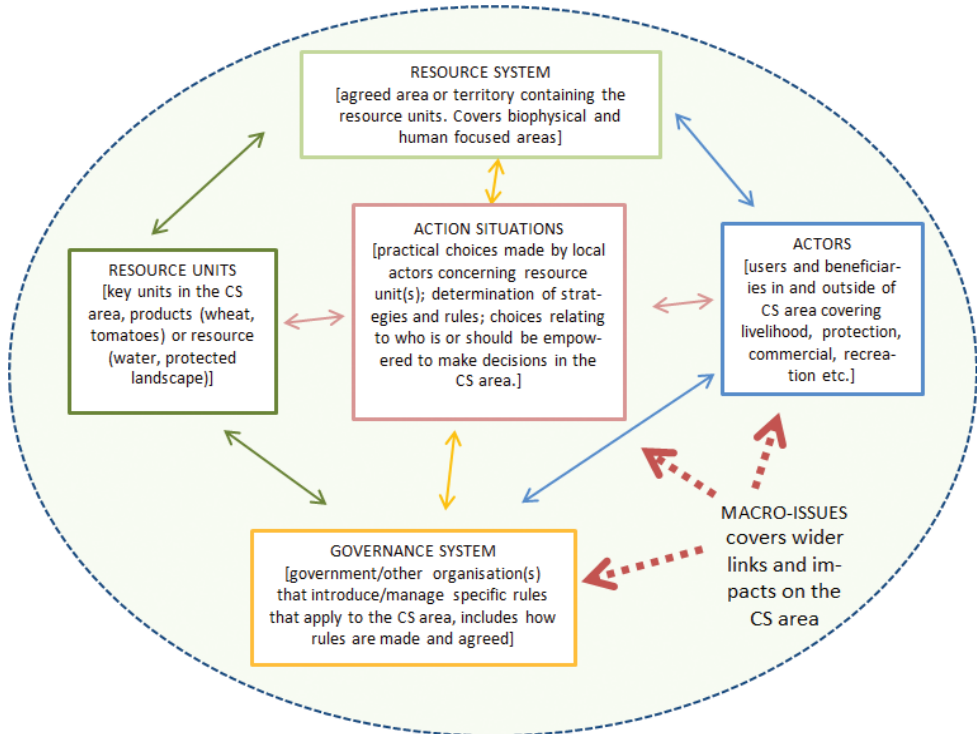 RESOURCE SYSTEM
[agreed area or territory containing the
resource units. Covers biophysical and
human focused areas]
ACTION SITUATIONS
[practical choices made by local
actors concerning resource
unit(s); determination of strat-
egies and rules; choices relating
to who is or should be empow-
ered to make decisions in the
CS area.]
RESOURCE UNITS
[key units in the CS
area, products (wheat,
tomatoes) or resource
(water, protected
landscape)]
ACTORS
[users and beneficiar-
ies in and outside of
CS area covering
livelihood, protection,
commercial, recrea-
tion etc.]
GOVERNANCE SYSTEM
[government/other organisation(s)
that introduce/manage specific rules
that apply to the CS area, includes how
rules are made and agreed]
MACRO-ISSUES
covers wider
links and im-
pacts on the
CS area